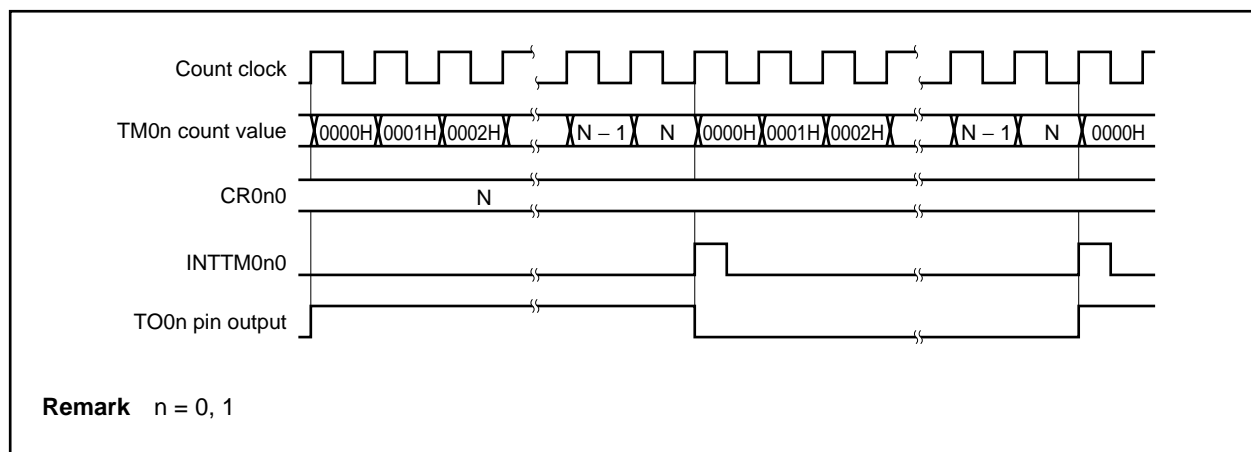 Count clock
TM0n count value 0000H 0001H 0002H N − 1 N 0000H 0001H 0002H N − 1 N 0000H
CR0n0 N
INTTM0n0
TO0n pin output
Remark n = 0, 1